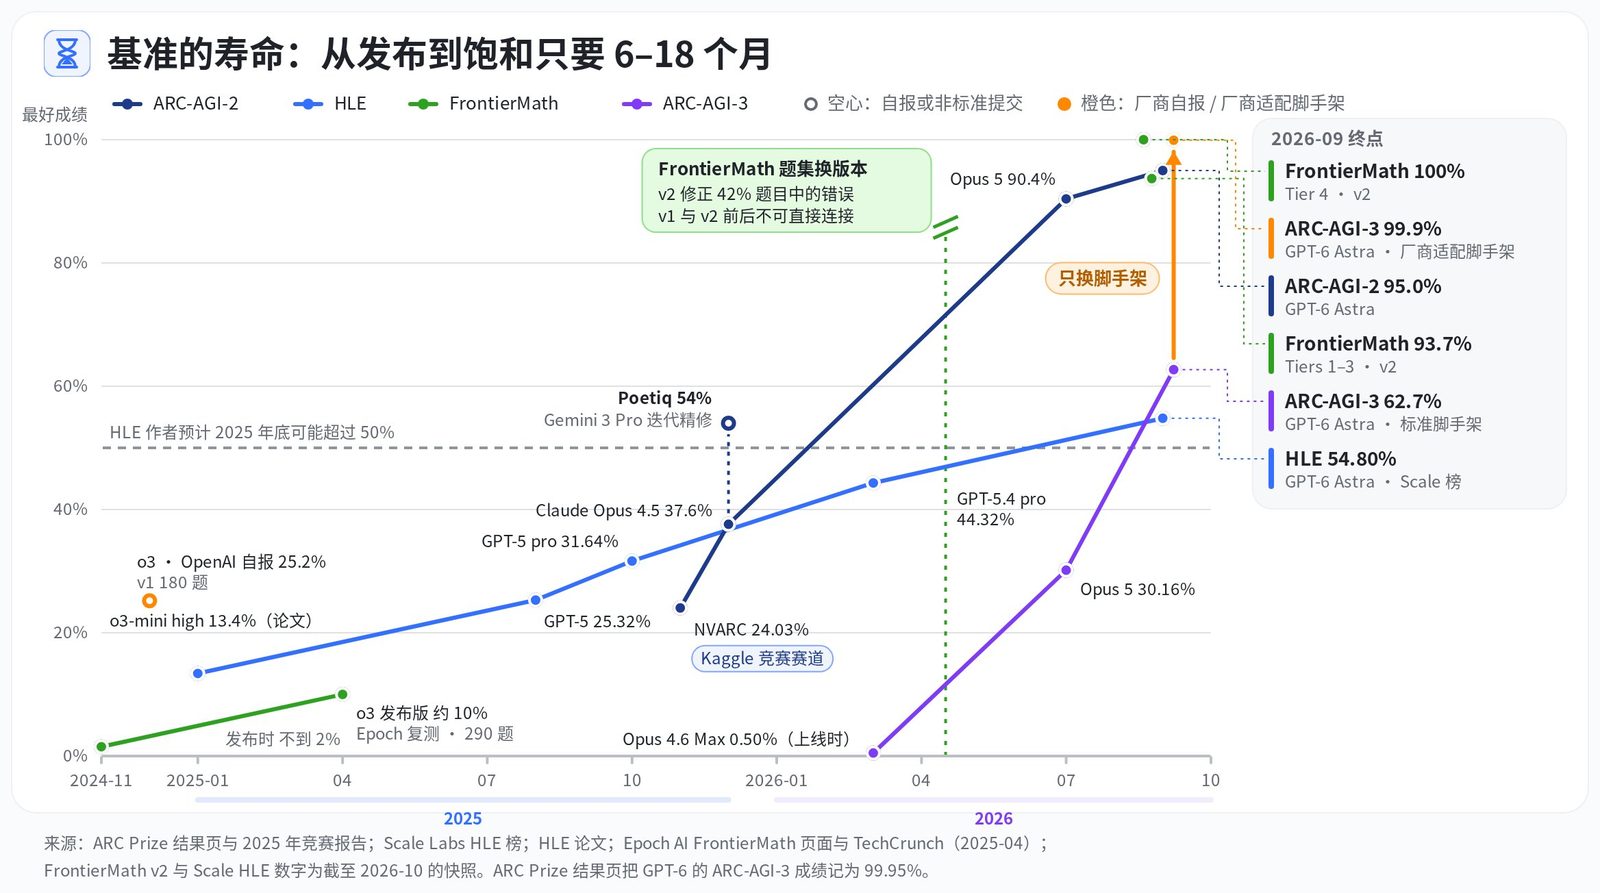 基准的寿命：从发布到饱和只要 6–18 个月
最好成绩
ARC-AGI-2
HLE
FrontierMath
ARC-AGI-3
空心：自报或非标准提交
橙色：厂商自报 / 厂商适配脚手架
100%
80%
60%
40%
20%
0%
FrontierMath 题集换版本
v2 修正 42% 题目中的错误
v1 与 v2 前后不可直接连接
Opus 5 90.4%
只换脚手架
Poetiq 54%
Gemini 3 Pro 迭代精修
HLE 作者预计 2025 年底可能超过 50%
Claude Opus 4.5 37.6%
GPT-5 pro 31.64%
GPT-5.4 pro
44.32%
o3 · OpenAI 自报 25.2%
v1 180 题
o3-mini high 13.4%（论文）
GPT-5 25.32%
NVARC 24.03%
Kaggle 竞赛赛道
Opus 5 30.16%
o3 发布版 约 10%
Epoch 复测 · 290 题
发布时 不到 2%
Opus 4.6 Max 0.50%（上线时）
2024-11
2025-01
04
07
10
2026-01
04
07
10
2025
2026
2026-09 终点
FrontierMath 100%
Tier 4 · v2
ARC-AGI-3 99.9%
GPT-6 Astra · 厂商适配脚手架
ARC-AGI-2 95.0%
GPT-6 Astra
FrontierMath 93.7%
Tiers 1–3 · v2
ARC-AGI-3 62.7%
GPT-6 Astra · 标准脚手架
HLE 54.80%
GPT-6 Astra · Scale 榜
来源：ARC Prize 结果页与 2025 年竞赛报告；Scale Labs HLE 榜；HLE 论文；Epoch AI FrontierMath 页面与 TechCrunch（2025-04）；
FrontierMath v2 与 Scale HLE 数字为截至 2026-10 的快照。ARC Prize 结果页把 GPT-6 的 ARC-AGI-3 成绩记为 99.95%。